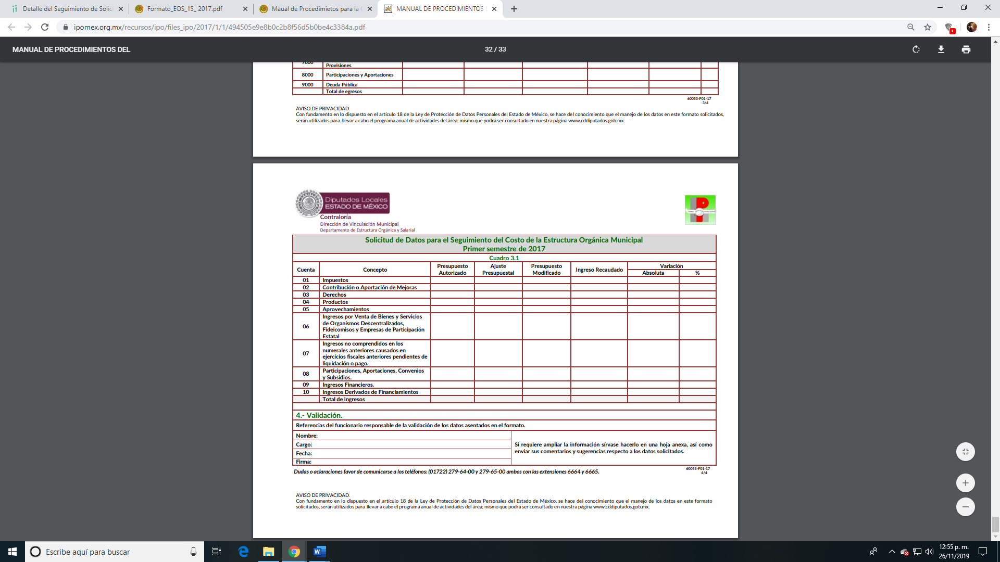 Detalle del Seguimiento de Solici
Formato_EOS_1S_ 2017.pdf
Maual de Procedimietos para la C
MANUAL DE PROCEDIMIENTOS D
ipomex.org.mx/recursos/ipo/files_ipo/2017/1/1/494505e9e8b0c2b8f56d5b0be4c3384a.pdf
MANUAL DE PROCEDIMIENTOS DEL
32 / 33
7000
Provisiones
8000 Participaciones y Aportaciones
9000 Deuda Pública
Total de egresos
60053-F01-17
3/4
AVISO DE PRIVACIDAD.
Con fundamento en lo dispuesto en el artículo 18 de la Ley de Protección de Datos Personales del Estado de México, se hace del conocimiento que el manejo de los datos en este formato solicitados,
serán utilizados para llevar a cabo el programa anual de actividades del área; mismo que podrá ser consultado en nuestra página www.cddiputados.gob.mx.
Diputados Locales
ESTADO DE MÉXICO
Contraloría
Dirección de Vinculación Municipal
Departamento de Estructura Orgánica y Salarial
Solicitud de Datos para el Seguimiento del Costo de la Estructura Orgánica Municipal
Primer semestre de 2017
Cuadro 3.1
Cuenta Concepto Presupuesto Autorizado Ajuste Presupuestal Presupuesto Modificado Ingreso Recaudado Variación
Absoluta %
01 Impuestos
02 Contribución o Aportación de Mejoras
03 Derechos
04 Productos
05 Aprovechamientos
06 Ingresos por Venta de Bienes y Servicios
de Organismos Descentralizados,
Fideicomisos y Empresas de Participación
Estatal
07 Ingresos no comprendidos en los
numerales anteriores causados en
ejercicios fiscales anteriores pendientes de
liquidación o pago.
08 Participaciones, Aportaciones, Convenios
y Subsidios.
09 Ingresos Financieros.
10 Ingresos Derivados de Financiamientos
Total de Ingresos
4.- Validación.
Referencias del funcionario responsable de la validación de los datos asentados en el formato.
Nombre:
Cargo:
Fecha:
Firma:
Si requiere ampliar la información sírvase hacerlo en una hoja anexa, así como
enviar sus comentarios y sugerencias respecto a los datos solicitados.
Dudas o aclaraciones favor de comunicarse a los teléfonos: (01722) 279-64-00 y 279-65-00 ambos con las extensiones 6664 y 6665.
60053-F01-17
4/4
AVISO DE PRIVACIDAD.
Con fundamento en lo dispuesto en el artículo 18 de la Ley de Protección de Datos Personales del Estado de México, se hace del conocimiento que el manejo de los datos en este formato
solicitados, serán utilizados para llevar a cabo el programa anual de actividades del área; mismo que podrá ser consultado en nuestra página www.cddiputados.gob.mx.
Escribe aquí para buscar
12:55 p. m.
26/11/2019